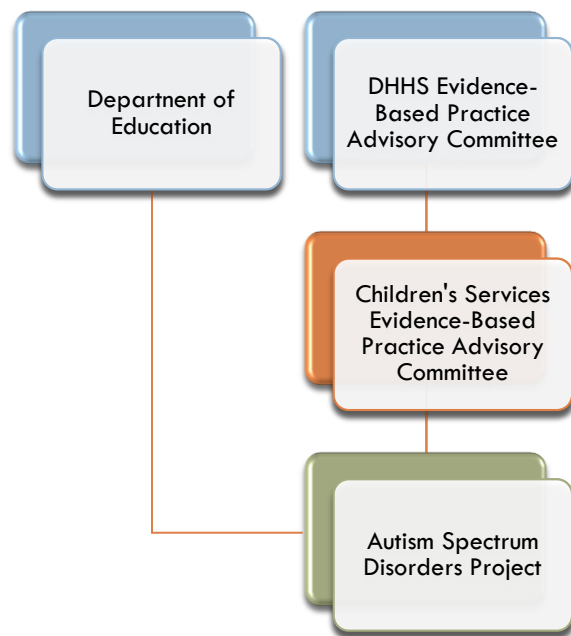 Department of
Education
DHHS Evidence-
Based Practice
Advisory Committee
Children's Services
Evidence-Based
Practice Advisory
Committee
Autism Spectrum
Disorders Project